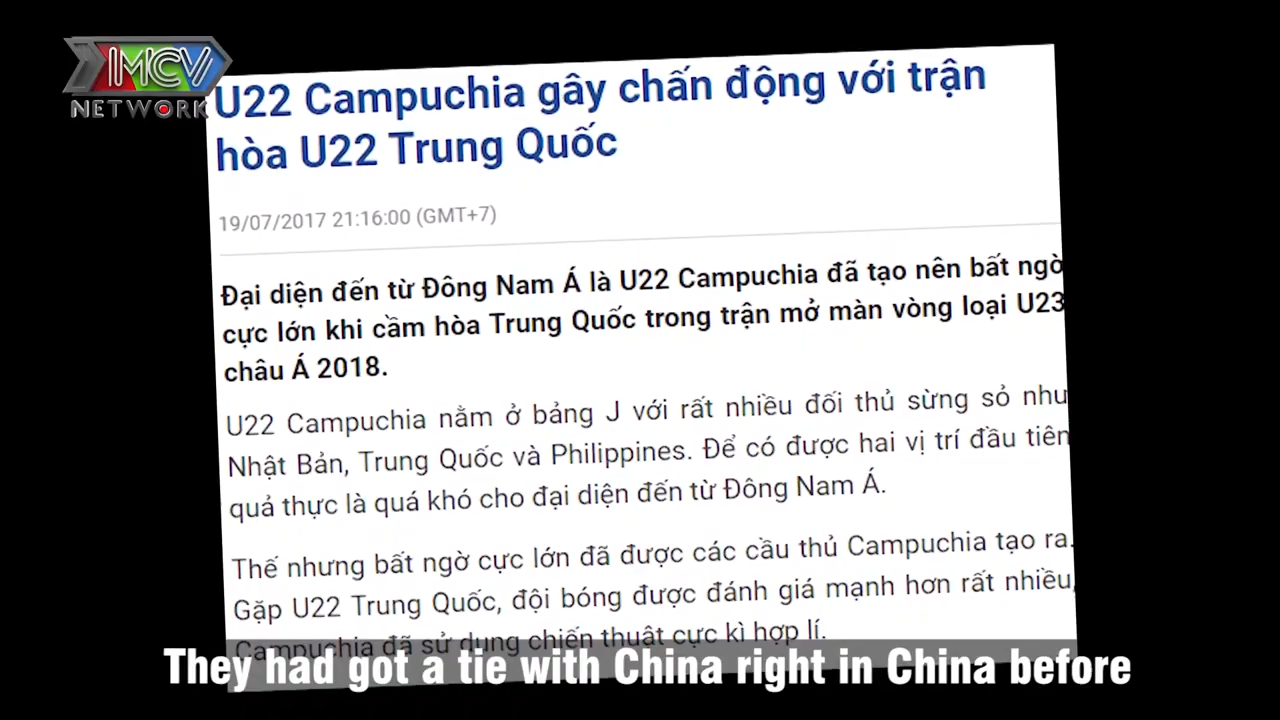 MCV
NETWORK
U22 Campuchia gây chấn động với trận
hòa U22 Trung Quốc
19/07/2017 21:16:00 (GMT+7)
Đại diện đến từ Đông Nam Á là U22 Campuchia đã tạo nên bất ngờ
cực lớn khi cầm hòa Trung Quốc trong trận mở màn vòng loại U23
châu Á 2018.
U22 Campuchia nằm ở bảng J với rất nhiều đối thủ sừng sỏ như
Nhật Bản, Trung Quốc và Philippines. Để có được hai vị trí đầu tiên
quả thực là quá khó cho đại diện đến từ Đông Nam Á.
Thế nhưng bất ngờ cực lớn đã được các cầu thủ Campuchia tạo ra.
Gặp U22 Trung Quốc, đội bóng được đánh giá mạnh hơn rất nhiều,
Campuchia đã sử dụng chiến thuật cực kì hợp lí.
They had got a tie with China right in China before